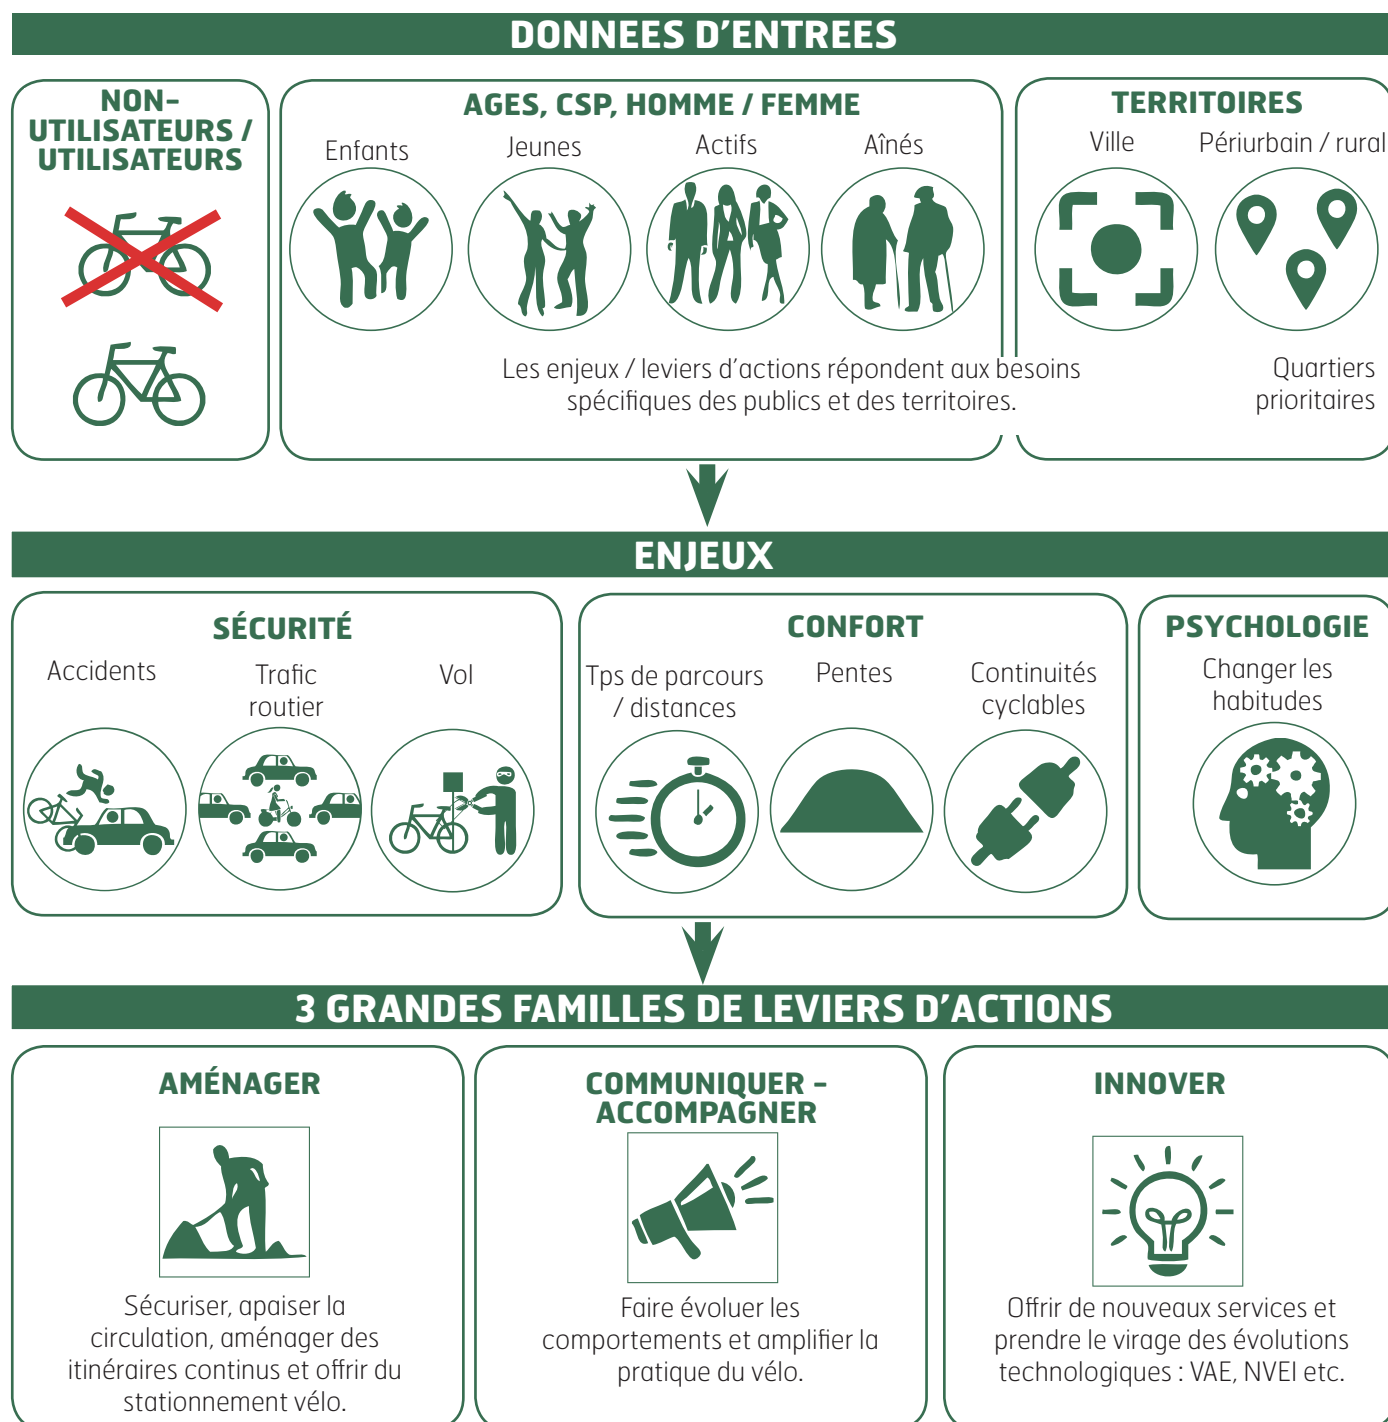 DONNEES D'ENTREES
NON-
UTILISATEURS /
UTILISATEURS
AGES, CSP, HOMME / FEMME
Enfants
Jeunes
Actifs
Aînés
Les enjeux / leviers d'actions répondent aux besoins
spécifiques des publics et des territoires.
TERRITOIRES
Ville
Périurbain / rural
Quartiers
prioritaires
ENJEUX
SÉCURITÉ
Accidents
Trafic
routier
Vol
CONFORT
Tps de parcours
/ distances
Pentes
Continuités
cyclables
PSYCHOLOGIE
Changer les
habitudes
3 GRANDES FAMILLES DE LEVIERS D'ACTIONS
AMÉNAGER
Sécuriser, apaiser la
circulation, aménager des
itinéraires continus et offrir du
stationnement vélo.
COMMUNIQUER -
ACCOMPAGNER
Faire évoluer les
comportements et amplifier la
pratique du vélo.
INNOVER
Offrir de nouveaux services et
prendre le virage des évolutions
technologiques : VAE, NVEI etc.